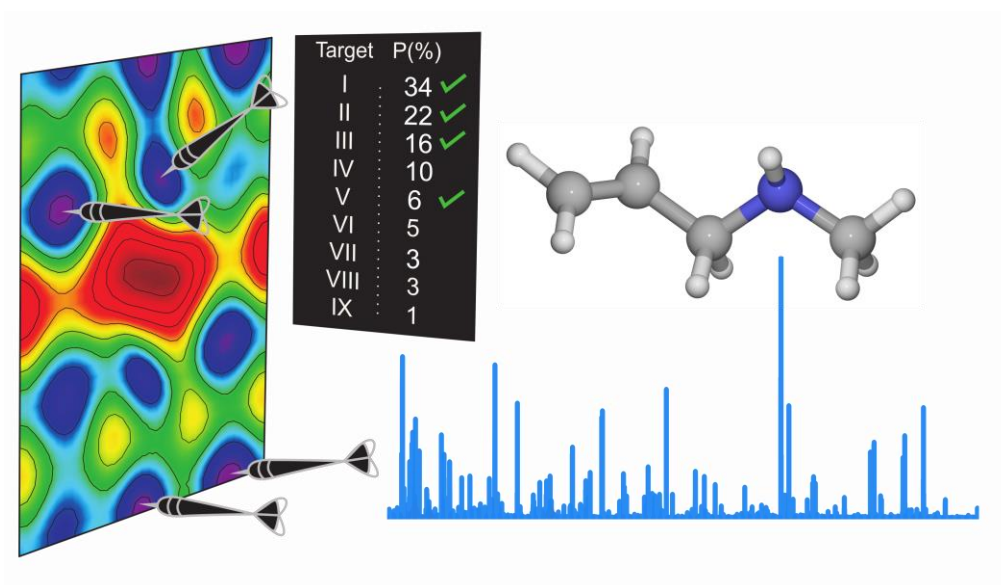 Target P(%)
I : 34 ✓
II : 22 ✓
III : 16 ✓
IV : 10
V : 6 ✓
VI : 5
VII : 3
VIII : 3
IX : 1